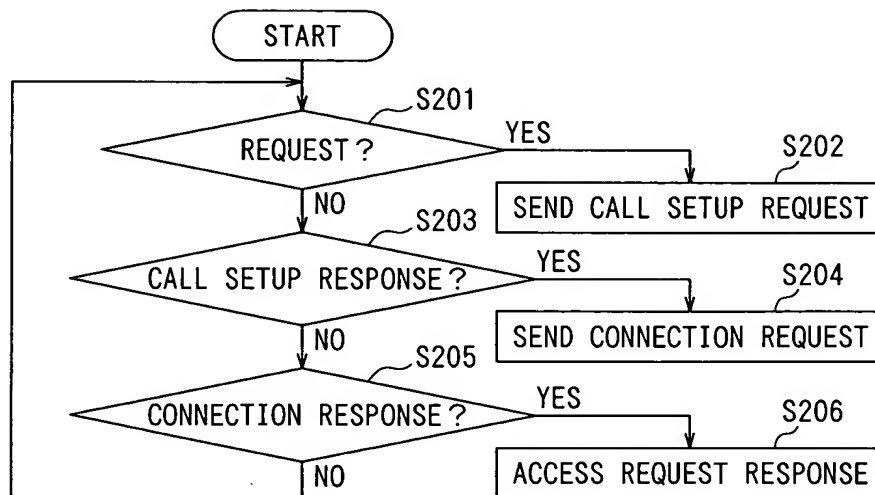 START
S201
REQUEST?
YES
S202
SEND CALL SETUP REQUEST
NO
S203
CALL SETUP RESPONSE?
YES
S204
SEND CONNECTION REQUEST
NO
S205
CONNECTION RESPONSE?
YES
S206
ACCESS REQUEST RESPONSE
NO